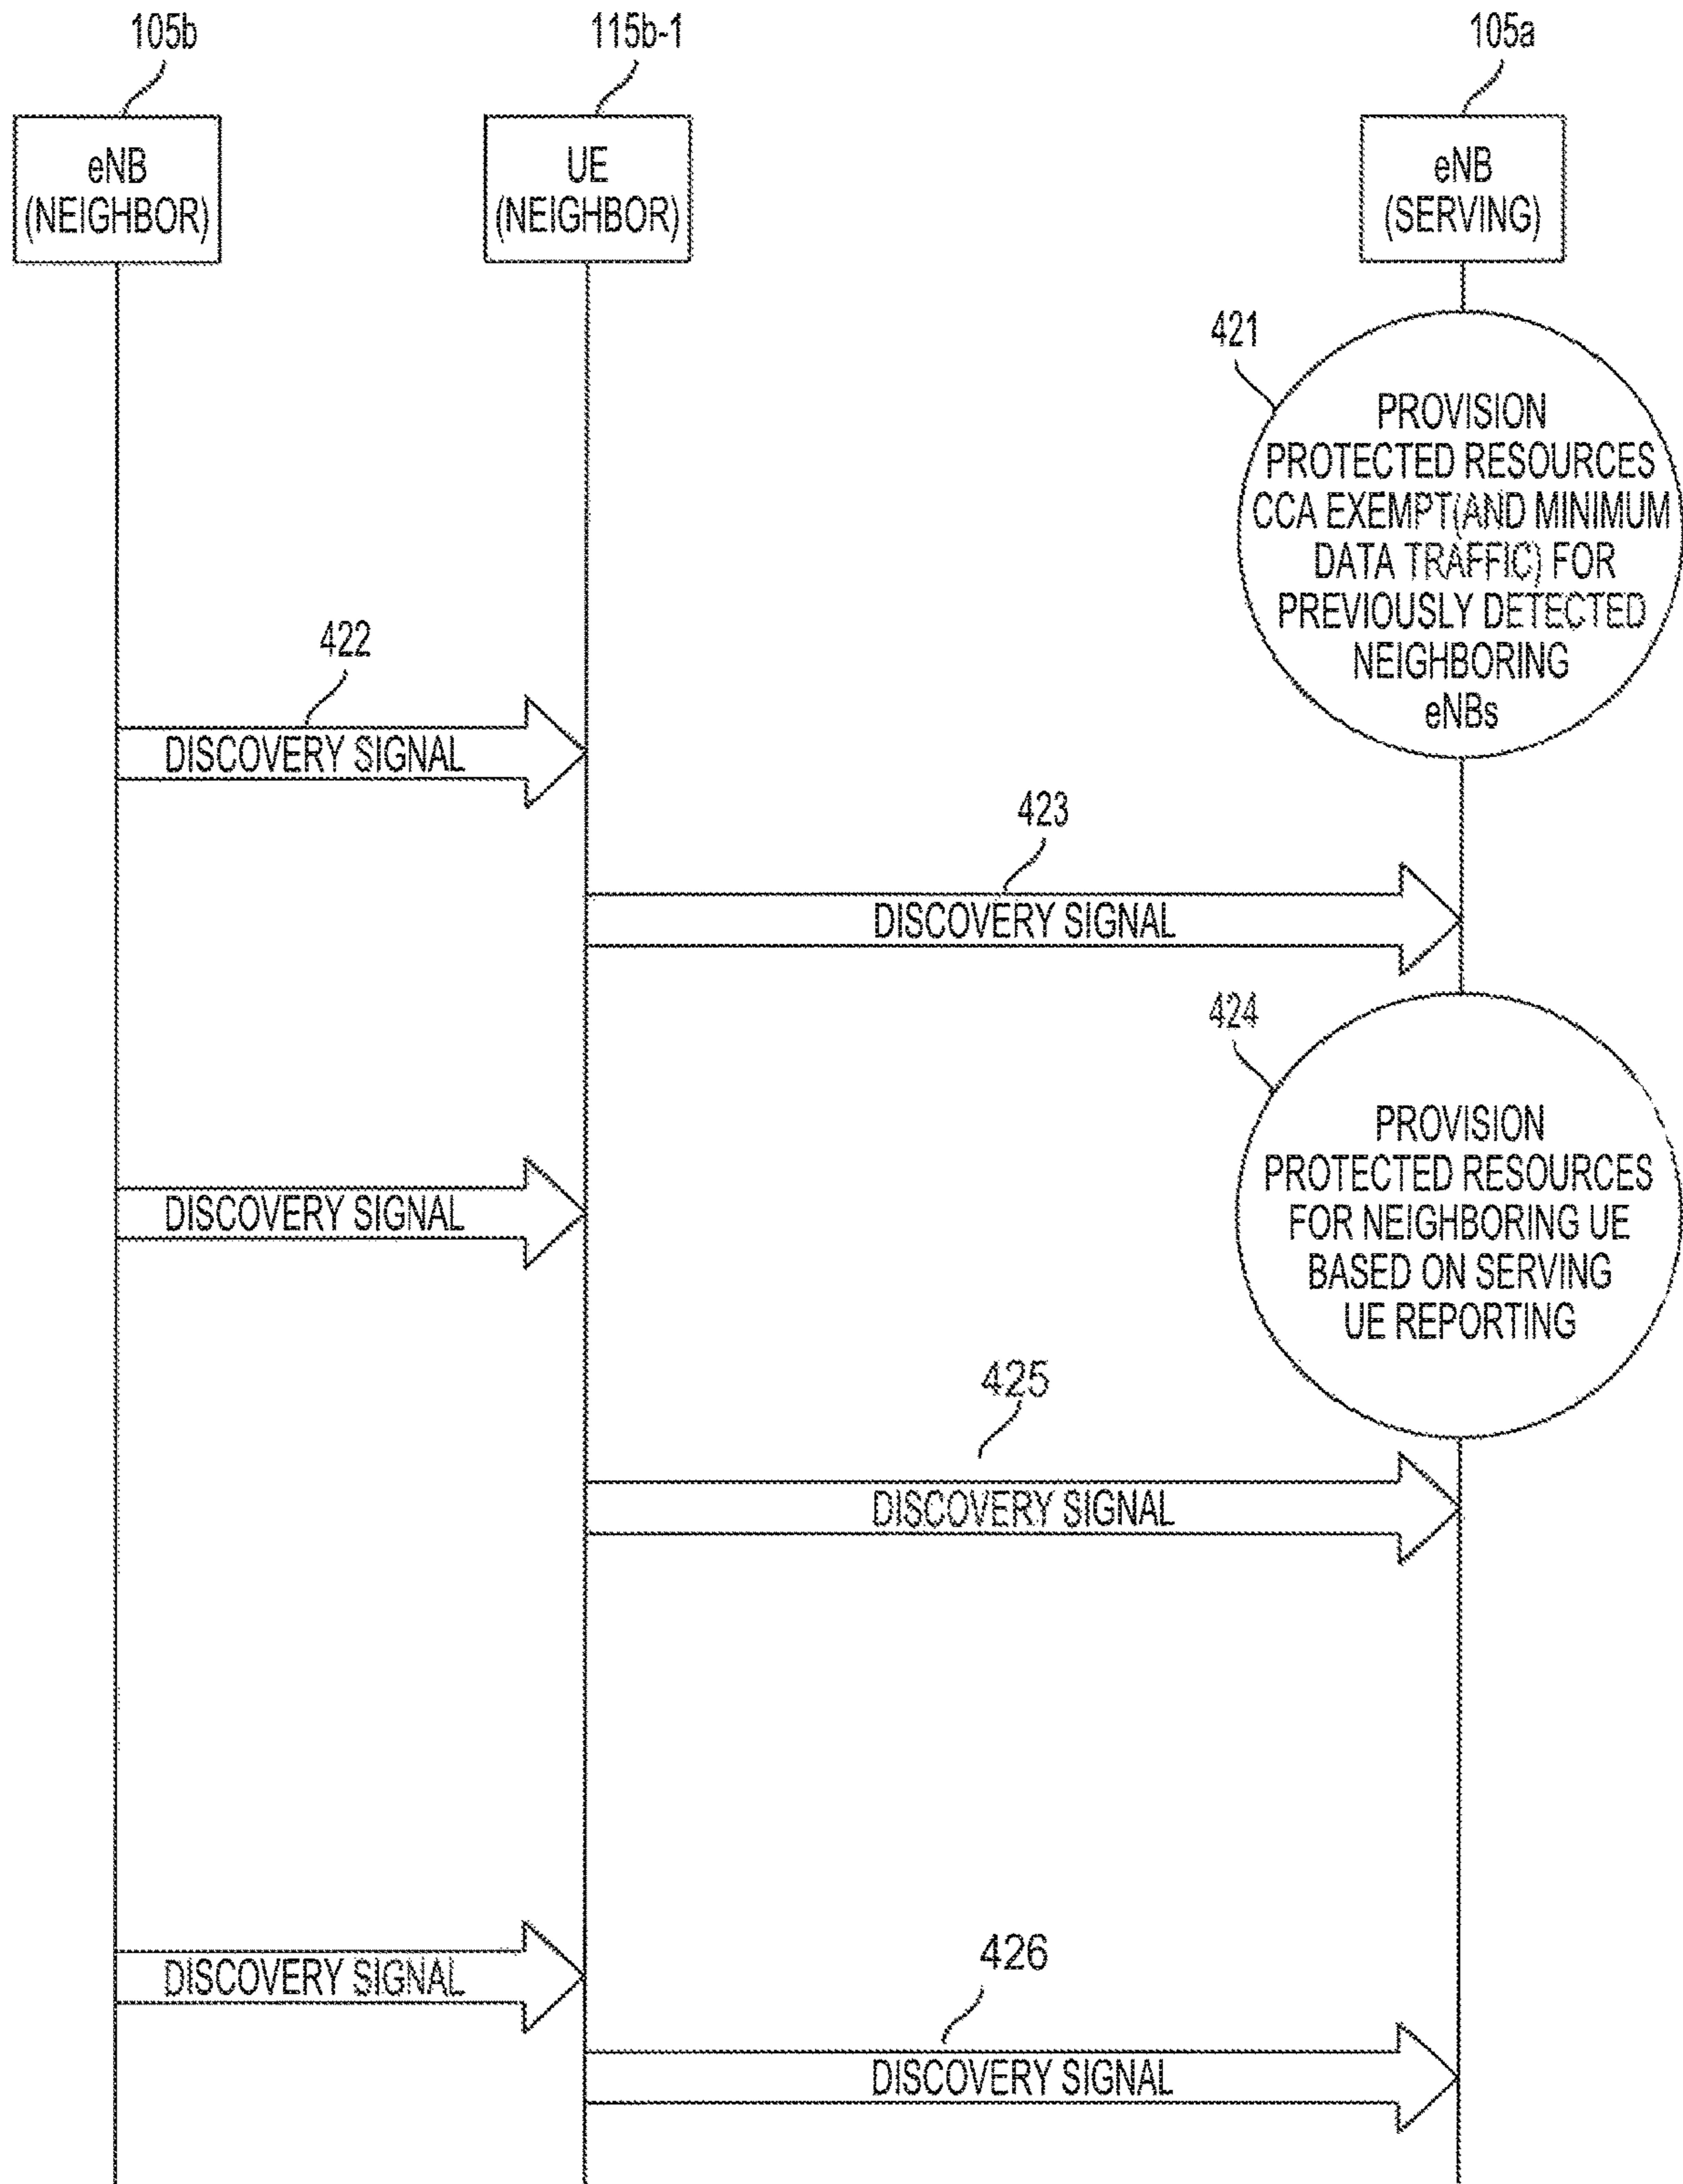 105b
115b-1
105a
eNB
(NEIGHBOR)
UE
(NEIGHBOR)
eNB
(SERVING)
421
PROVISION
PROTECTED RESOURCES
CCA EXEMPT(AND MINIMUM
DATA TRAFFIC) FOR
PREVIOUSLY DETECTED
NEIGHBORING
eNBs
422
DISCOVERY SIGNAL
423
DISCOVERY SIGNAL
424
PROVISION
PROTECTED RESOURCES
FOR NEIGHBORING UE
BASED ON SERVING
UE REPORTING
DISCOVERY SIGNAL
425
DISCOVERY SIGNAL
DISCOVERY SIGNAL
426
DISCOVERY SIGNAL